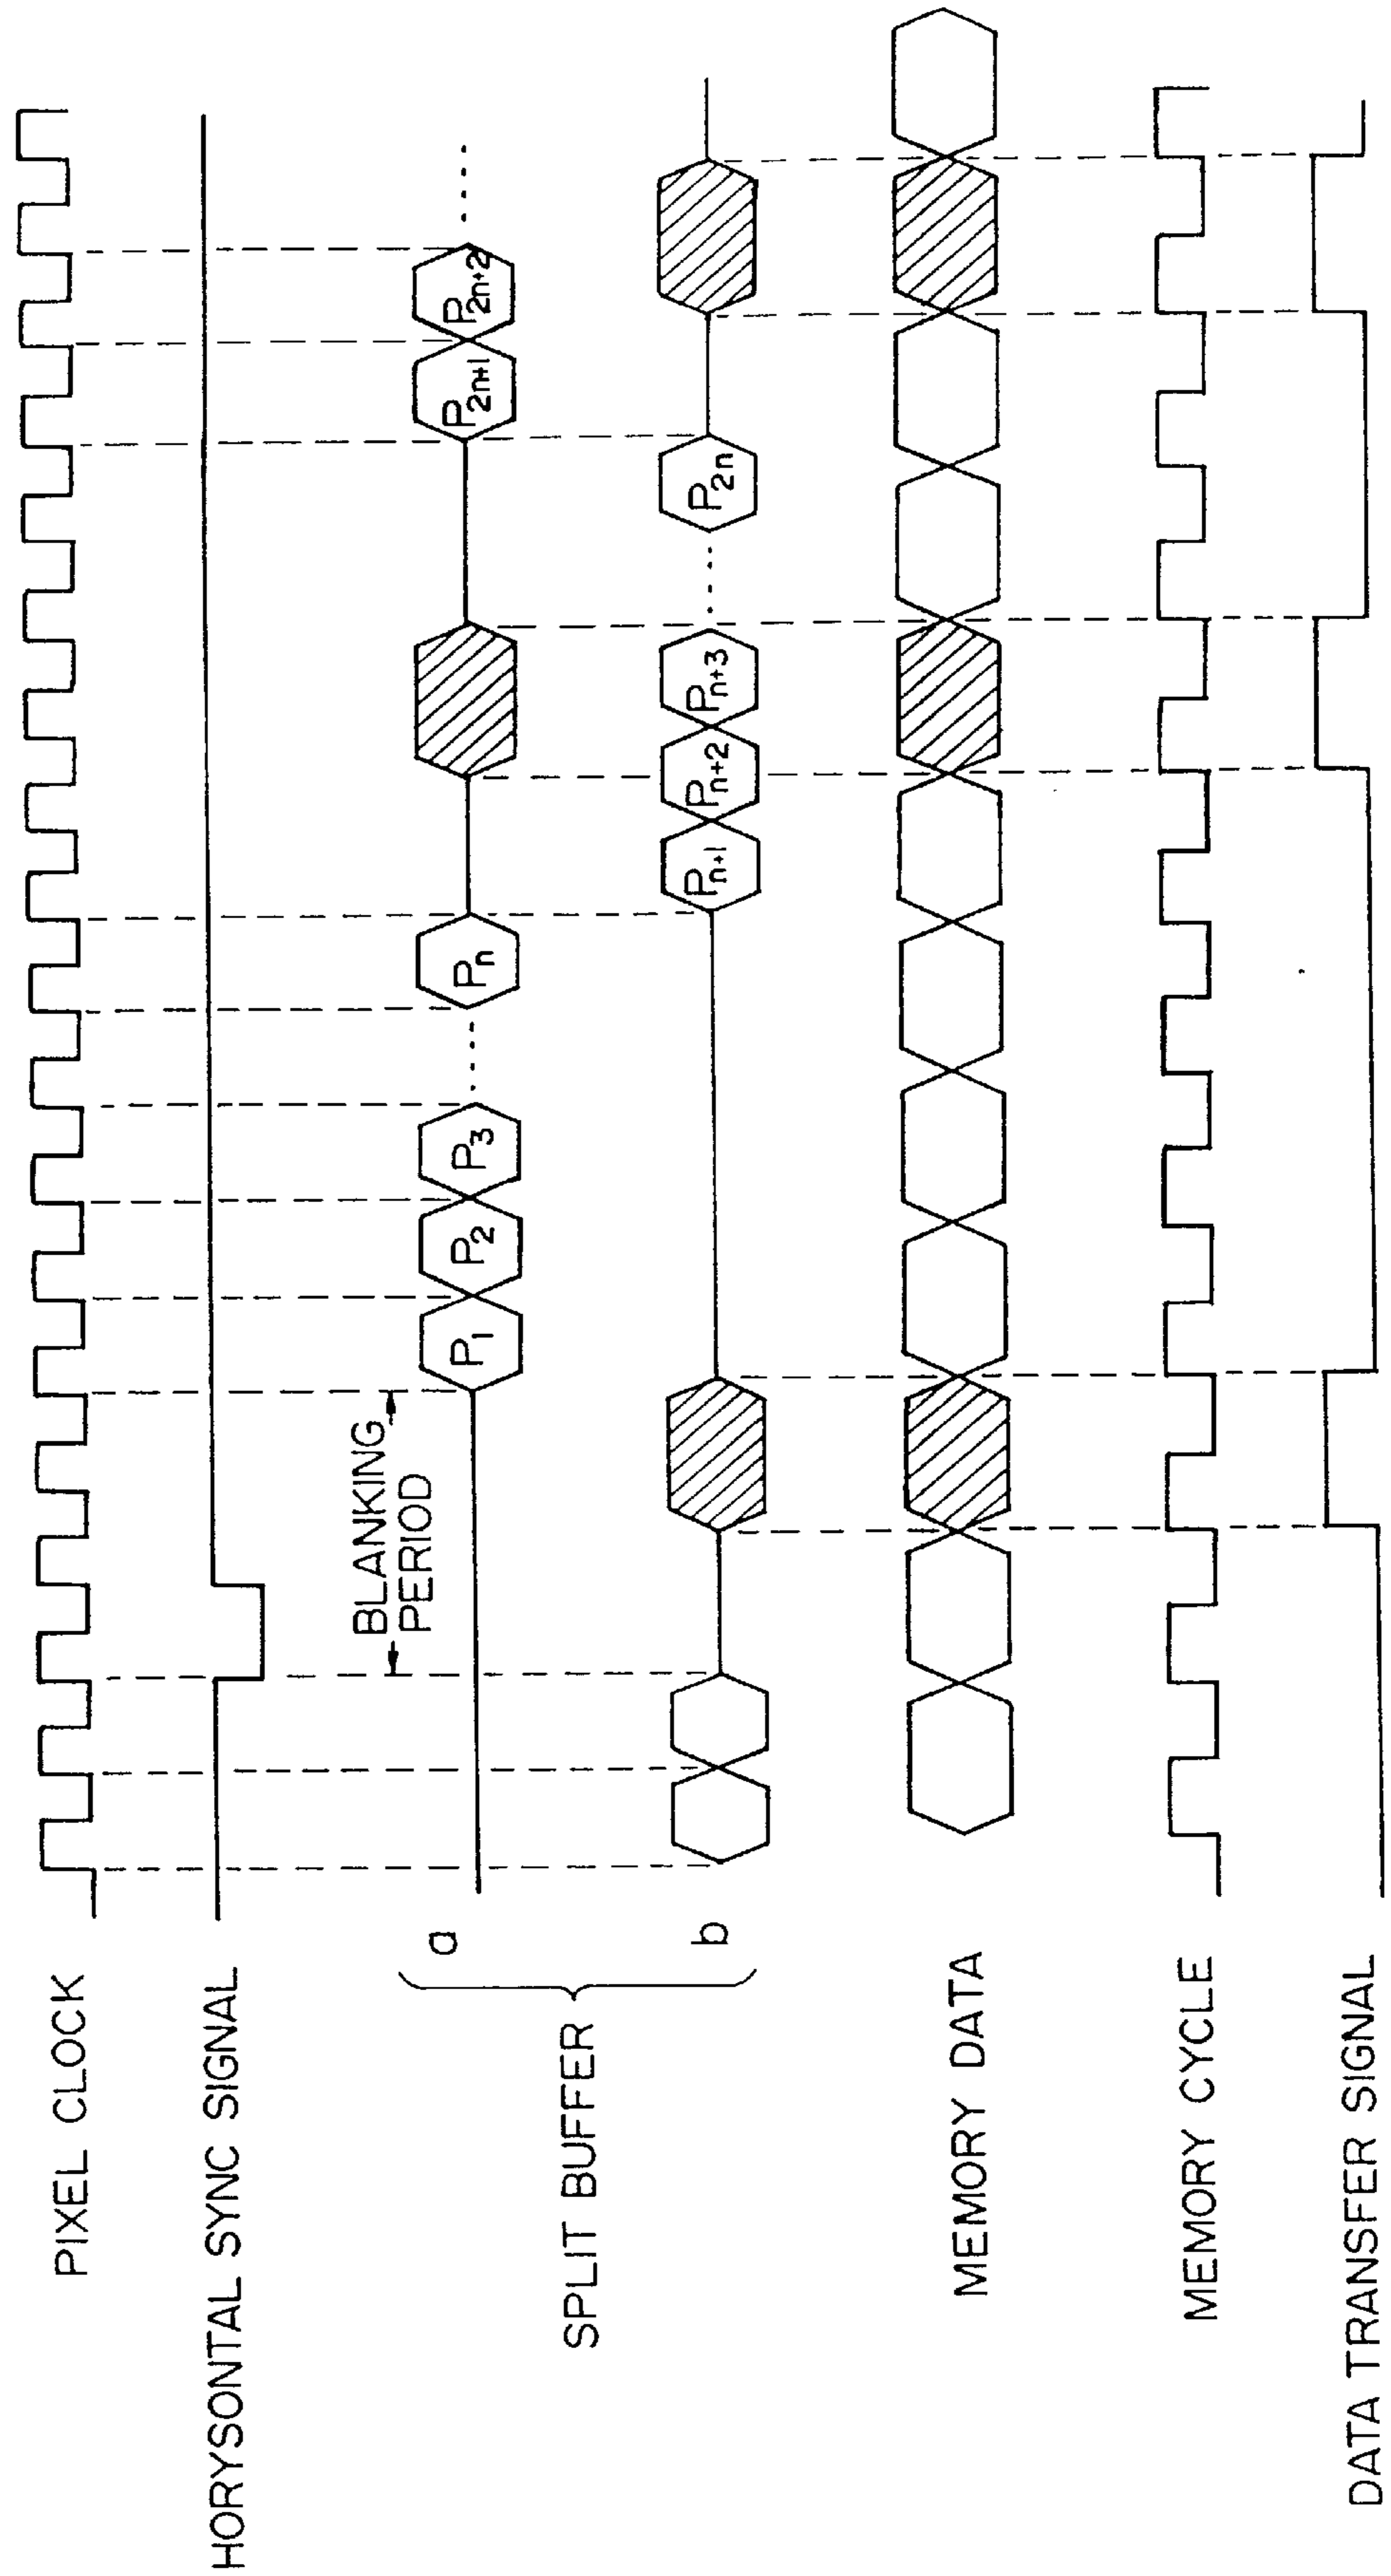 PIXEL CLOCK
HORYSONTAL SYNC SIGNAL
BLANKING
PERIOD
SPLIT BUFFER
a
P1 P2 P3 ..... Pn P2n+1 P2n+2 .....
b
Pn+1 Pn+2 Pn+3 ..... P2n
MEMORY DATA
MEMORY CYCLE
DATA TRANSFER SIGNAL